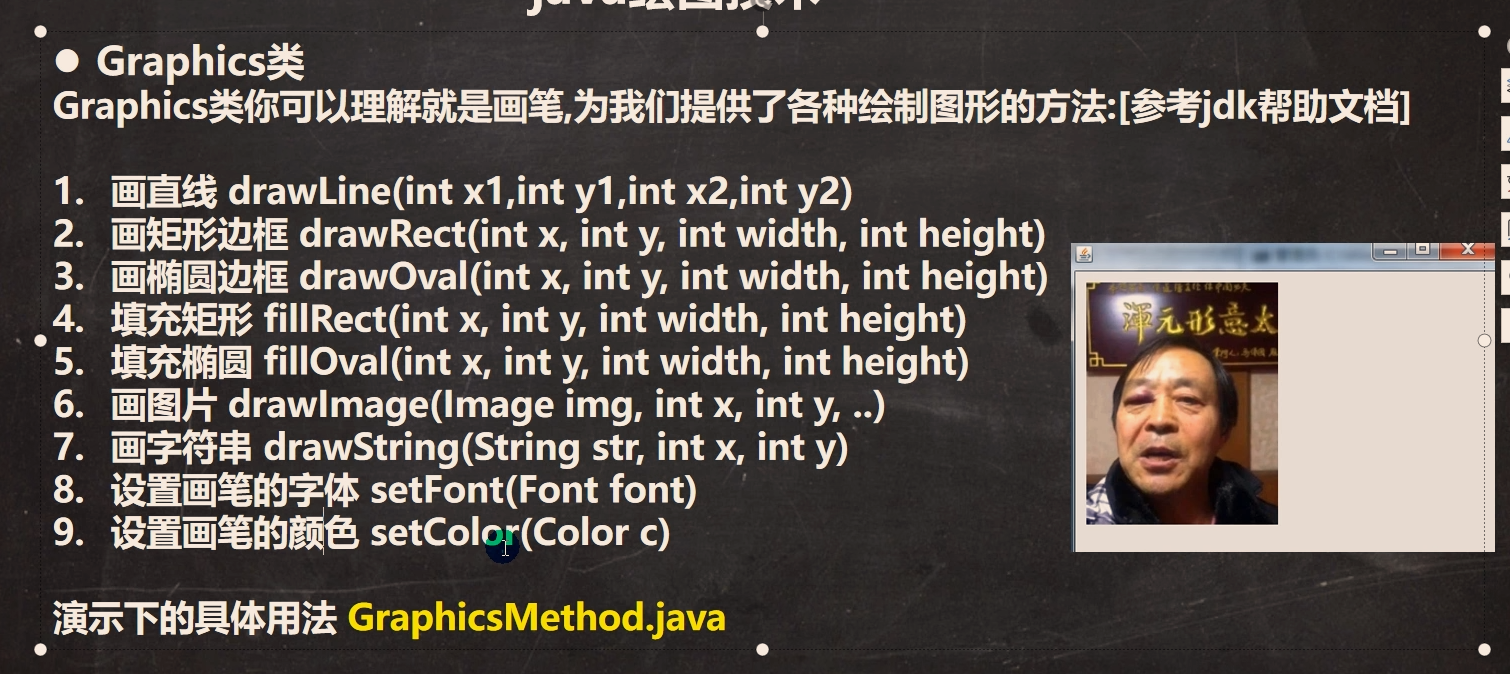 java绘图技术
● Graphics类
Graphics类你可以理解就是画笔,为我们提供了各种绘制图形的方法:[参考jdk帮助文档]
1. 画直线 drawLine(int x1,int y1,int x2,int y2)
2. 画矩形边框 drawRect(int x, int y, int width, int height)
3. 画椭圆边框 drawOval(int x, int y, int width, int height)
4. 填充矩形 fillRect(int x, int y, int width, int height)
5. 填充椭圆 fillOval(int x, int y, int width, int height)
6. 画图片 drawImage(Image img, int x, int y, ..)
7. 画字符串 drawString(String str, int x, int y)
8. 设置画笔的字体 setFont(Font font)
9. 设置画笔的颜色 setColor(Color c)
演示下的具体用法 GraphicsMethod.java
渾元形意太